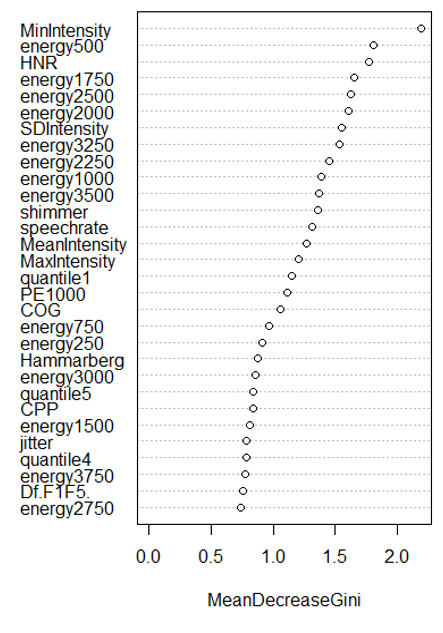 MinIntensity
energy500
HNR
energy1750
energy2500
energy2000
SDIntensity
energy3250
energy2250
energy1000
energy3500
shimmer
speechrate
MeanIntensity
MaxIntensity
quantile1
PE1000
COG
energy750
energy250
Hammarberg
energy3000
quantile5
CPP
energy1500
jitter
quantile4
energy3750
Df.F1F5.
energy2750
0.0 0.5 1.0 1.5 2.0
MeanDecreaseGini